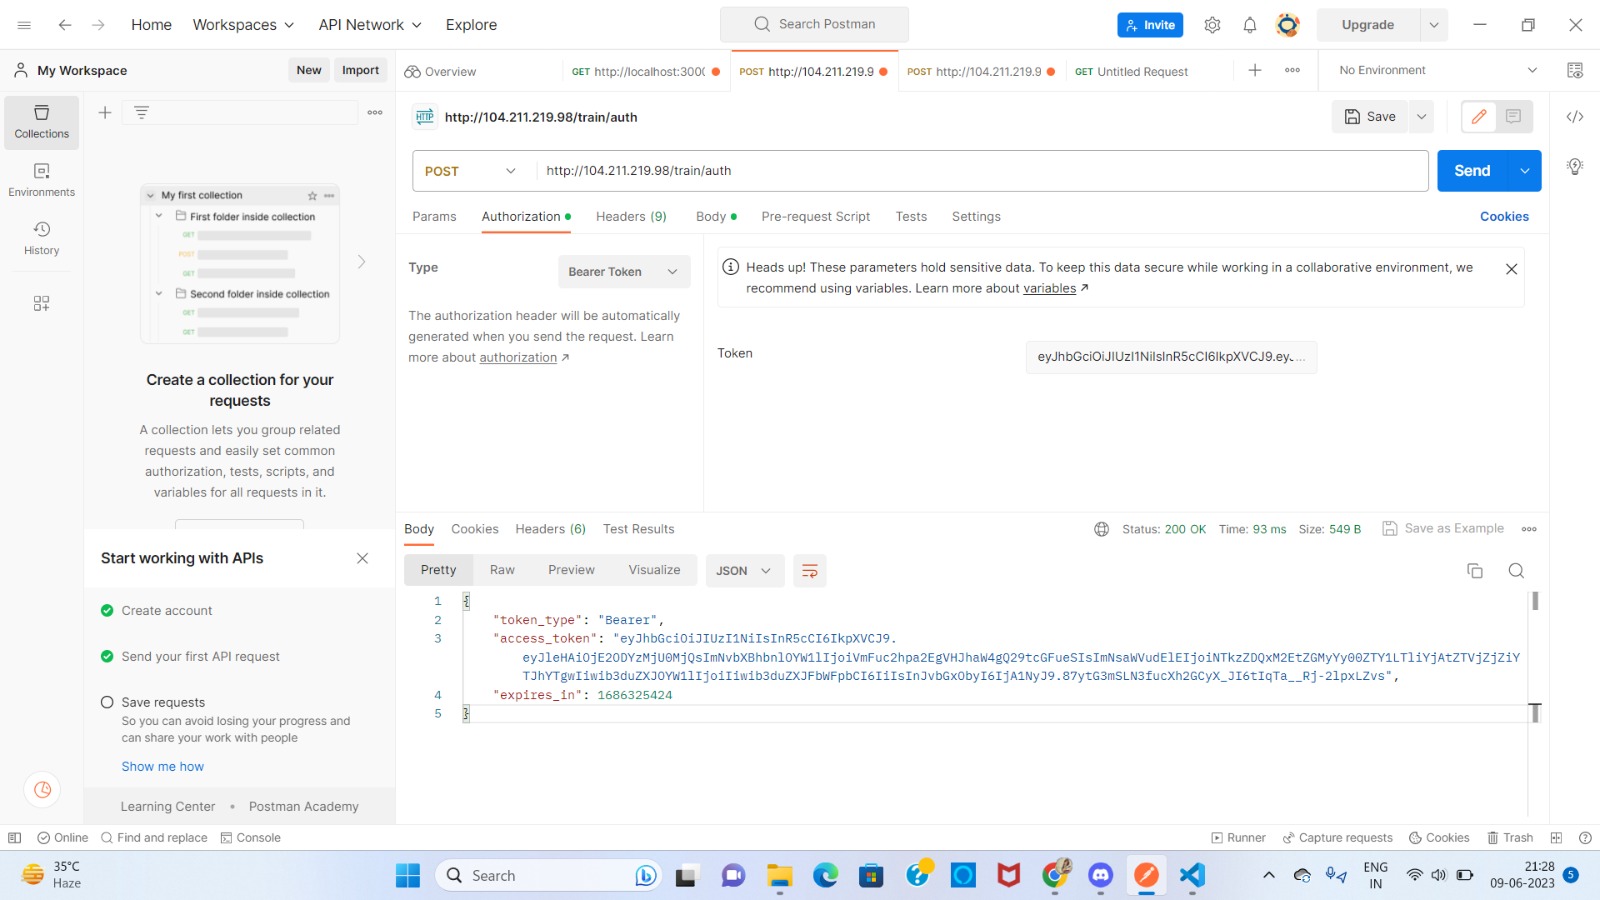 Home
Workspaces
API Network
Explore
Search Postman
Invite
Upgrade
My Workspace
New
Import
Overview
GET http://localhost:300
POST http://104.211.219.9
POST http://104.211.219.9
GET Untitled Request
No Environment
Collections
Environments
History
My first collection
First folder inside collection
GET
POST
GET
Second folder inside collection
GET
GET
Create a collection for your
requests
A collection lets you group related
requests and easily set common
authorization, tests, scripts, and
variables for all requests in it.
Start working with APIs
Create account
Send your first API request
Save requests
So you can avoid losing your progress and
can share your work with people
Show me how
Learning Center • Postman Academy
HTTP http://104.211.219.98/train/auth
Save
POST
http://104.211.219.98/train/auth
Send
Params
Authorization
Headers (9)
Body
Pre-request Script
Tests
Settings
Cookies
Type
Bearer Token
The authorization header will be automatically
generated when you send the request. Learn
more about authorization ↗
Heads up! These parameters hold sensitive data. To keep this data secure while working in a collaborative environment, we
recommend using variables. Learn more about variables ↗
Token
Body
Cookies
Headers (6)
Test Results
Status: 200 OK
Time: 93 ms
Size: 549 B
Save as Example
Pretty
Raw
Preview
Visualize
JSON
1 {
2 "token_type": "Bearer",
3 "access_token": "eyJhbGciOiJIUzI1NiIsInR5cCI6IkpXVCJ9.
4 "expires_in": 1686325424
5 }
Online
Find and replace
Console
Runner
Capture requests
Cookies
Trash
35°C
Haze
Search
ENG
IN
21:28
09-06-2023
5